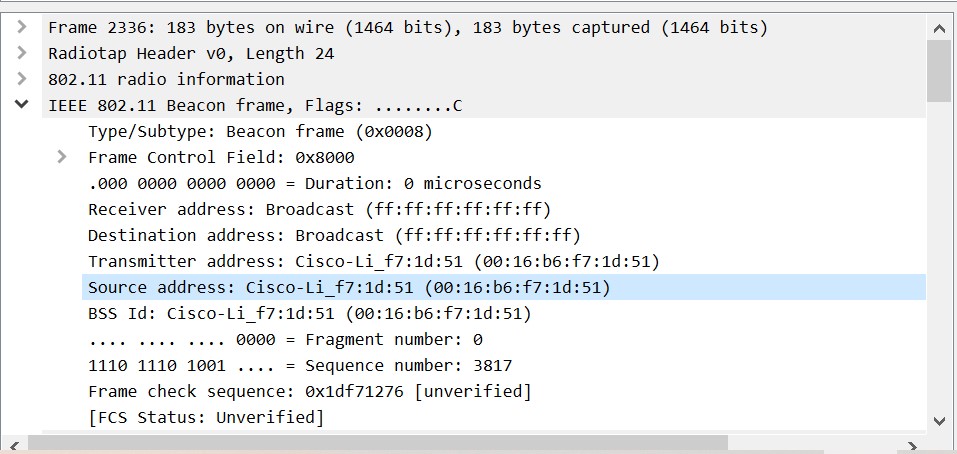 Frame 2336: 183 bytes on wire (1464 bits), 183 bytes captured (1464 bits)
Radiotap Header v0, Length 24
802.11 radio information
IEEE 802.11 Beacon frame, Flags: ........C
Type/Subtype: Beacon frame (0x0008)
Frame Control Field: 0x8000
.000 0000 0000 0000 = Duration: 0 microseconds
Receiver address: Broadcast (ff:ff:ff:ff:ff:ff)
Destination address: Broadcast (ff:ff:ff:ff:ff:ff)
Transmitter address: Cisco-Li_f7:1d:51 (00:16:b6:f7:1d:51)
Source address: Cisco-Li_f7:1d:51 (00:16:b6:f7:1d:51)
BSS Id: Cisco-Li_f7:1d:51 (00:16:b6:f7:1d:51)
.... .... .... 0000 = Fragment number: 0
1110 1110 1001 .... = Sequence number: 3817
Frame check sequence: 0x1df71276 [unverified]
[FCS Status: Unverified]